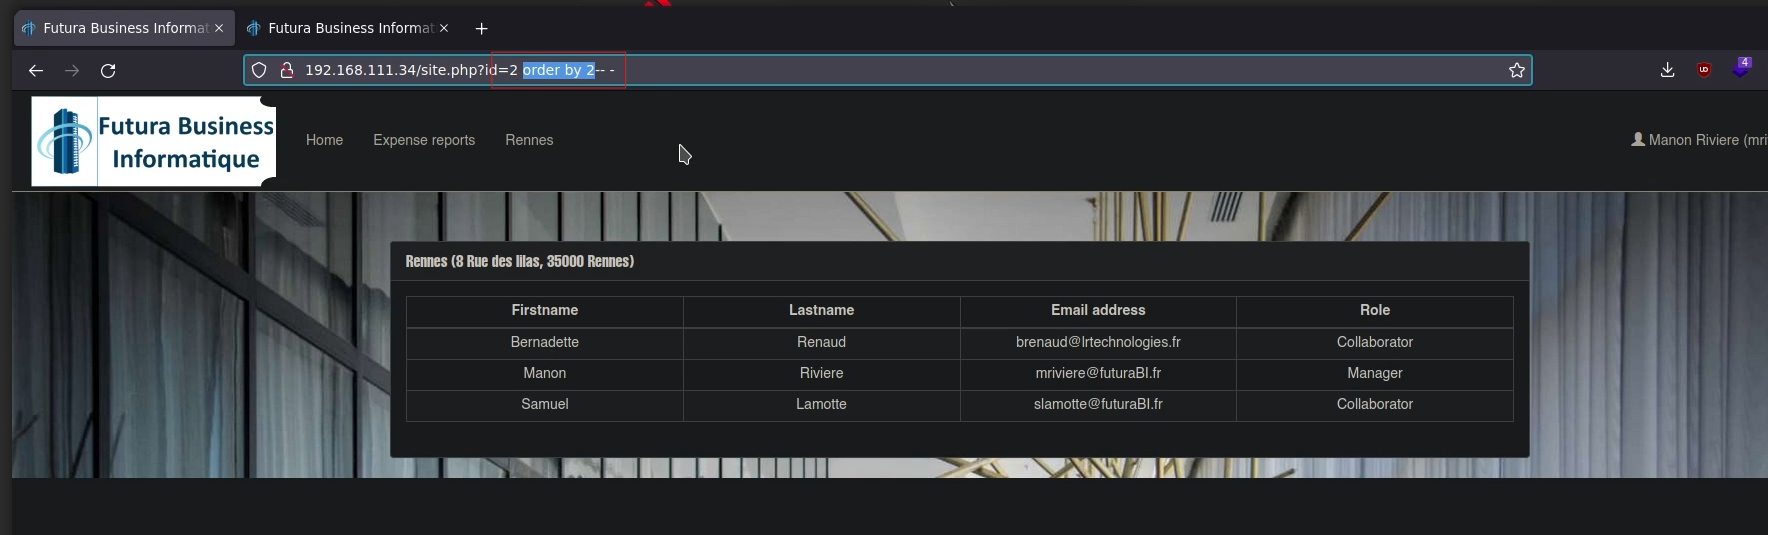 Futura Business Informat
Futura Business Informat
192.168.111.34/site.php?id=2 order by 2-- -
4
Futura Business
Informatique
Home Expense reports Rennes Manon Riviere (mri
Rennes (8 Rue des lilas, 35000 Rennes)
Firstname Lastname Email address Role
Bernadette Renaud brenaud@lrtechnologies.fr Collaborator
Manon Riviere mriviere@futuraBI.fr Manager
Samuel Lamotte slamotte@futuraBI.fr Collaborator